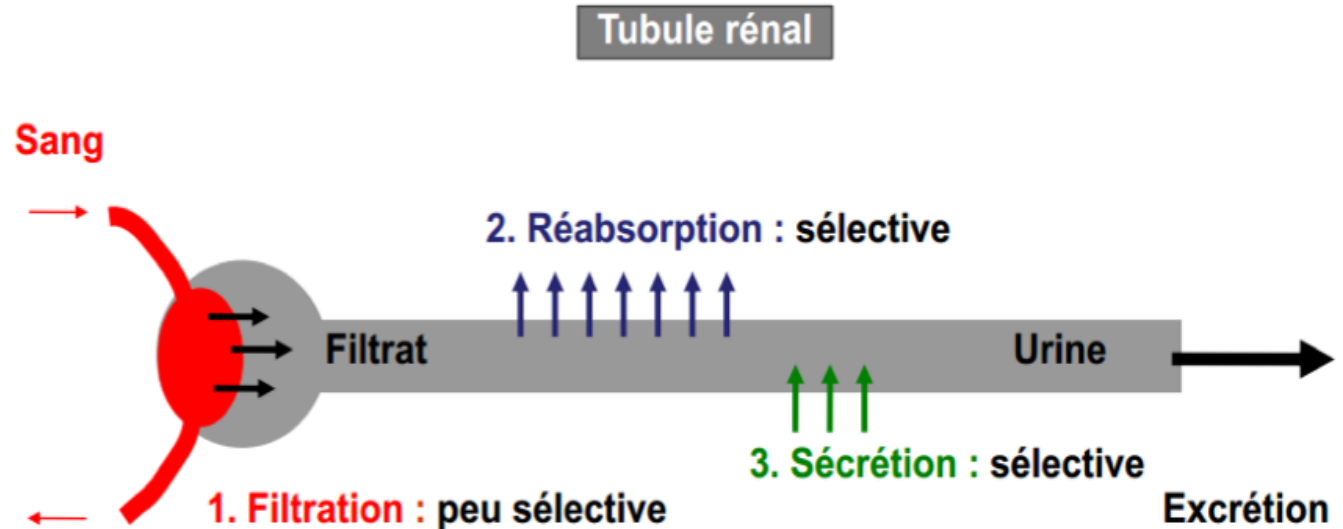 Tubule rénal
Sang
2. Réabsorption : sélective
Filtrat
Urine
3. Sécrétion : sélective
1. Filtration : peu sélective
Excrétion